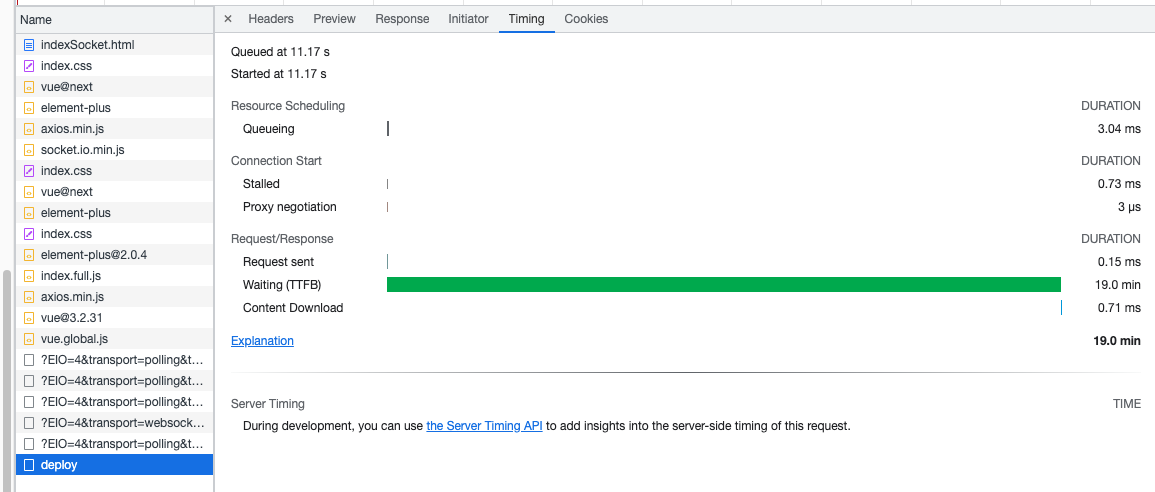 Name
indexSocket.html
index.css
vue@next
element-plus
axios.min.js
socket.io.min.js
index.css
vue@next
element-plus
index.css
element-plus@2.0.4
index.full.js
axios.min.js
vue@3.2.31
vue.global.js
?EIO=4&transport=polling&t...
?EIO=4&transport=polling&t...
?EIO=4&transport=polling&t...
?EIO=4&transport=websock...
?EIO=4&transport=polling&t...
deploy
× Headers Preview Response Initiator Timing Cookies
Queued at 11.17 s
Started at 11.17 s
Resource Scheduling DURATION
Queueing 3.04 ms
Connection Start DURATION
Stalled 0.73 ms
Proxy negotiation 3 μs
Request/Response DURATION
Request sent 0.15 ms
Waiting (TTFB) 19.0 min
Content Download 0.71 ms
Explanation 19.0 min
Server Timing TIME
During development, you can use the Server Timing API to add insights into the server-side timing of this request.